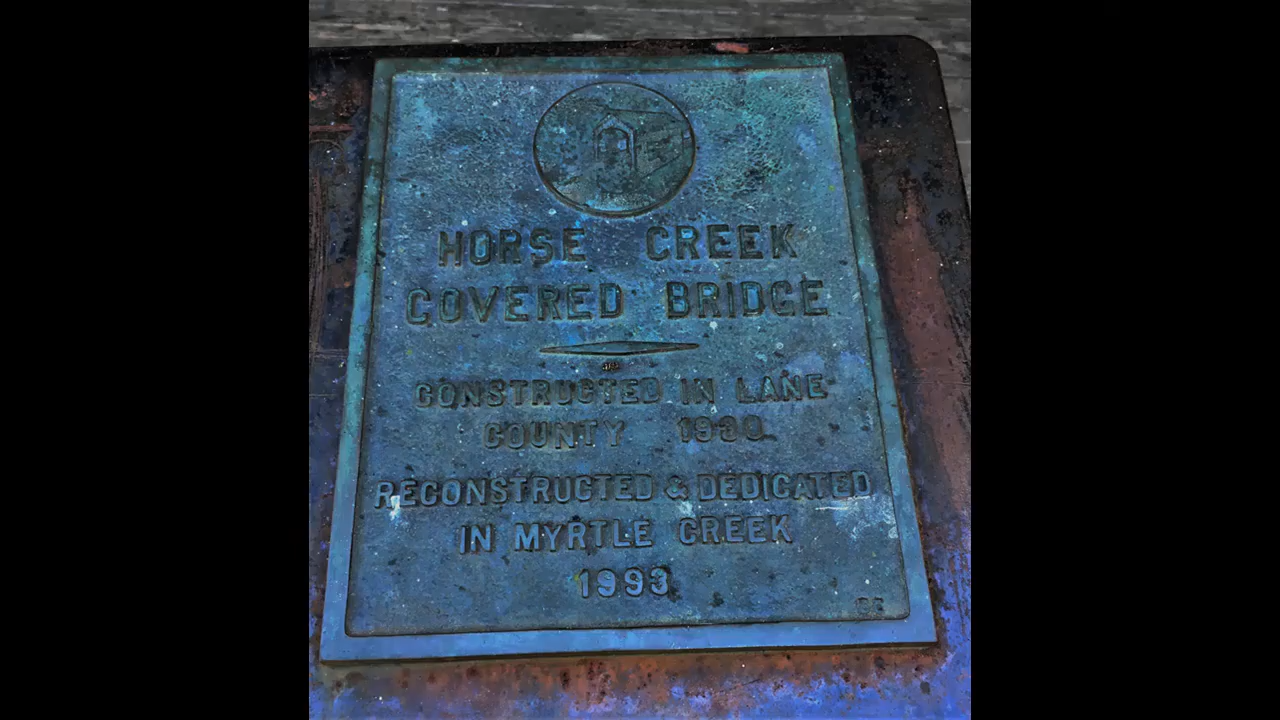 HORSE CREEK
COVERED BRIDGE
CONSTRUCTED IN LANE
COUNTY 1930
RECONSTRUCTED & DEDICATED
IN MYRTLE CREEK
1993